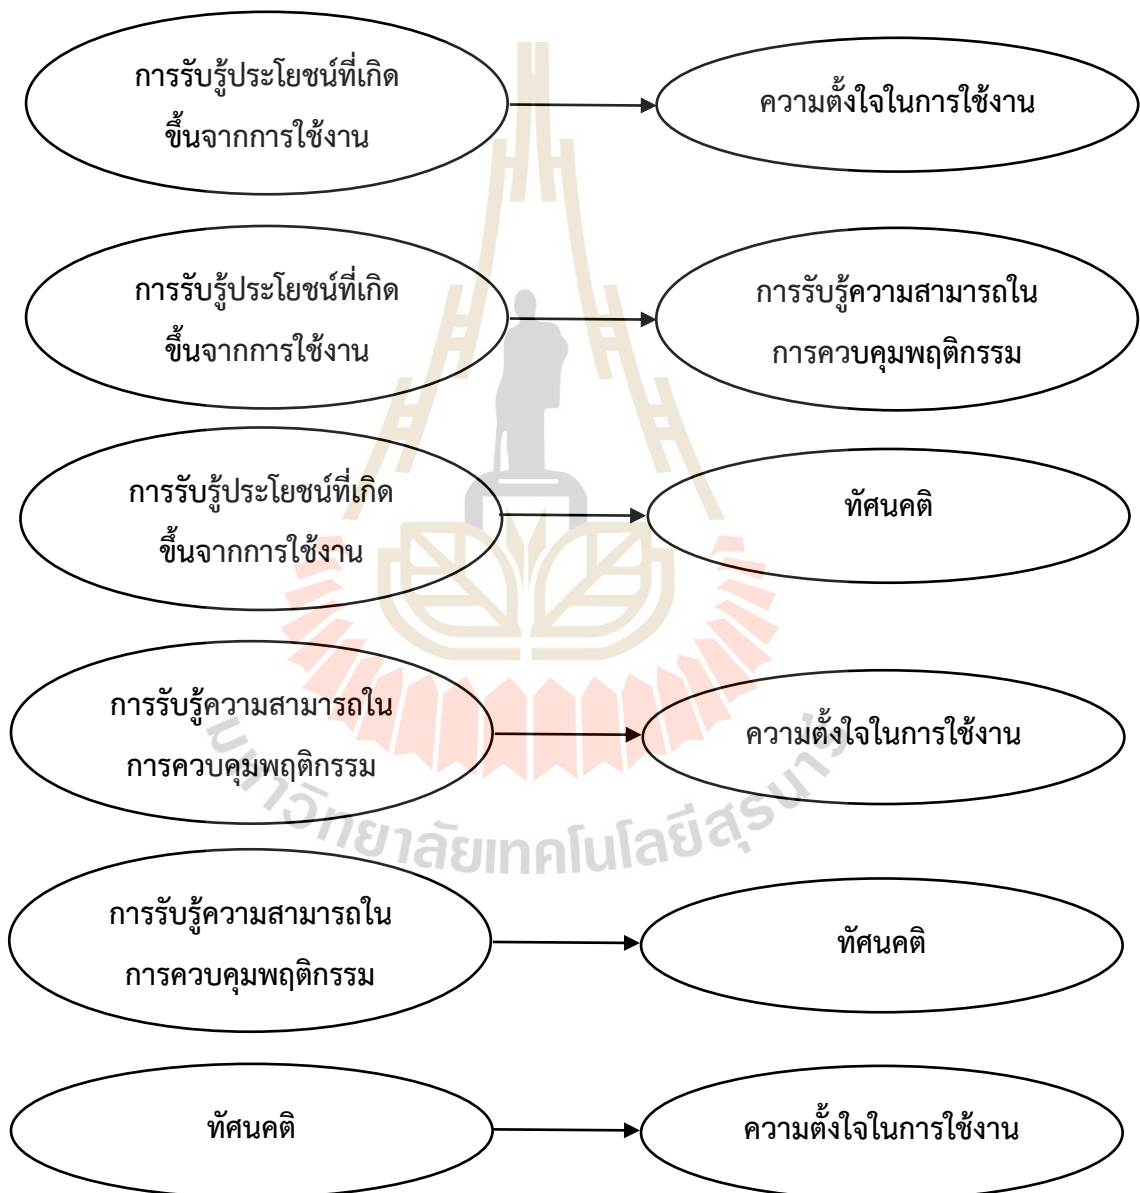 การรับรู้ประโยชน์ที่เกิด
ขึ้นจากการใช้งาน
ความตั้งใจในการใช้งาน
การรับรู้ประโยชน์ที่เกิด
ขึ้นจากการใช้งาน
การรับรู้ความสามารถใน
การควบคุมพฤติกรรม
การรับรู้ประโยชน์ที่เกิด
ขึ้นจากการใช้งาน
ทัศนคติ
การรับรู้ความสามารถใน
การควบคุมพฤติกรรม
ความตั้งใจในการใช้งาน
มหาวิทยาลัยเทคโนโลยีสุรนารี
การรับรู้ความสามารถใน
การควบคุมพฤติกรรม
ทัศนคติ
ทัศนคติ
ความตั้งใจในการใช้งาน